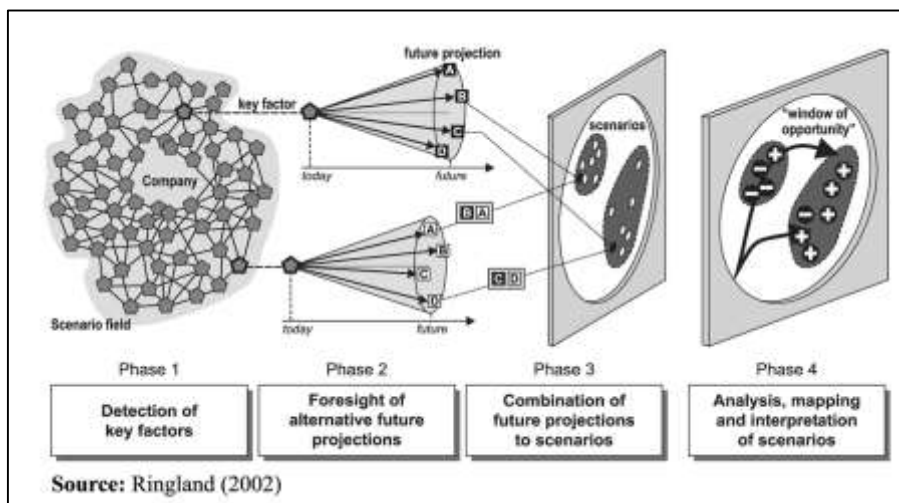 future projection
A
B
C
D
key factor
today
future
Company
Scenario field
A
B
C
D
today
future
B A
C D
scenarios
"window of
opportunity"
Phase 1
Phase 2
Phase 3
Phase 4
Detection of
key factors
Foresight of
alternative future
projections
Combination of
future projections
to scenarios
Analysis, mapping
and interpretation
of scenarios
Source: Ringland (2002)